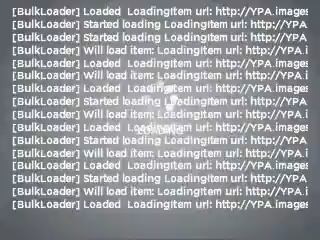 [BulkLoader] Loaded LoadingItem url: http://YPA.images
[BulkLoader] Started loading LoadingItem url: http://YPA
[BulkLoader] Started loading LoadingItem url: http://YPA
[BulkLoader] Will load item: LoadingItem url: http://YPA.i
[BulkLoader] Loaded LoadingItem url: http://YPA.images
[BulkLoader] Will load item: LoadingItem url: http://YPA.i
[BulkLoader] Loaded LoadingItem url: http://YPA.images
[BulkLoader] Started loading LoadingItem url: http://YPA
[BulkLoader] Will load item: LoadingItem url: http://YPA.i
[BulkLoader] Loaded LoadingItem url: http://YPA.images
[BulkLoader] Started loading LoadingItem url: http://YPA
[BulkLoader] Will load item: LoadingItem url: http://YPA.i
[BulkLoader] Loaded LoadingItem url: http://YPA.images
[BulkLoader] Started loading LoadingItem url: http://YPA
[BulkLoader] Will load item: LoadingItem url: http://YPA.i
[BulkLoader] Loaded LoadingItem url: http://YPA.images